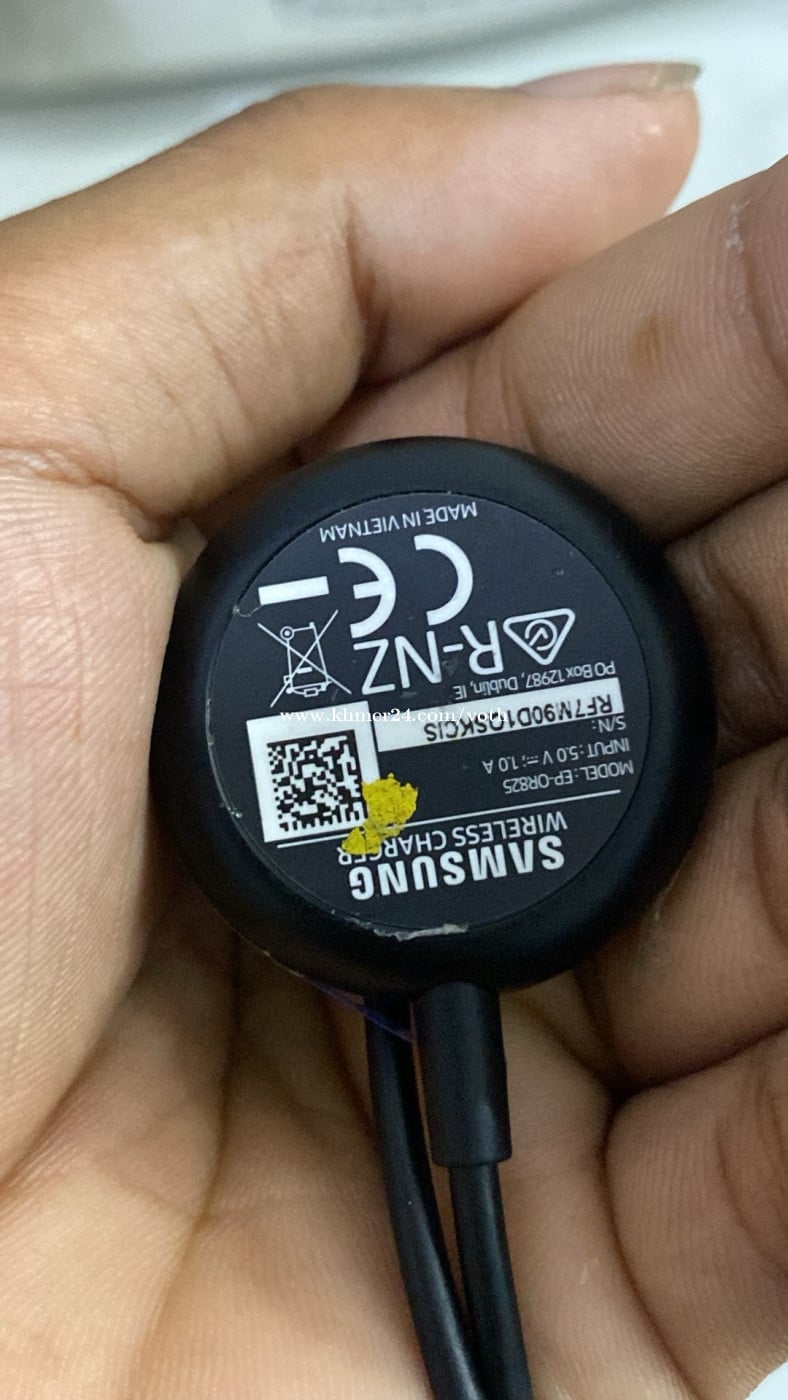 SAMSUNG
WIRELESS CHARGER
MODEL: EP-OR825
INPUT: 5.0 V ⎓; 1.0 A
S/N:
RF7M90D1QSKCIS
PO Box 12987, Dublin, IE
R-NZ
CE
MADE IN VIETNAM
www.khmer24.com/voth